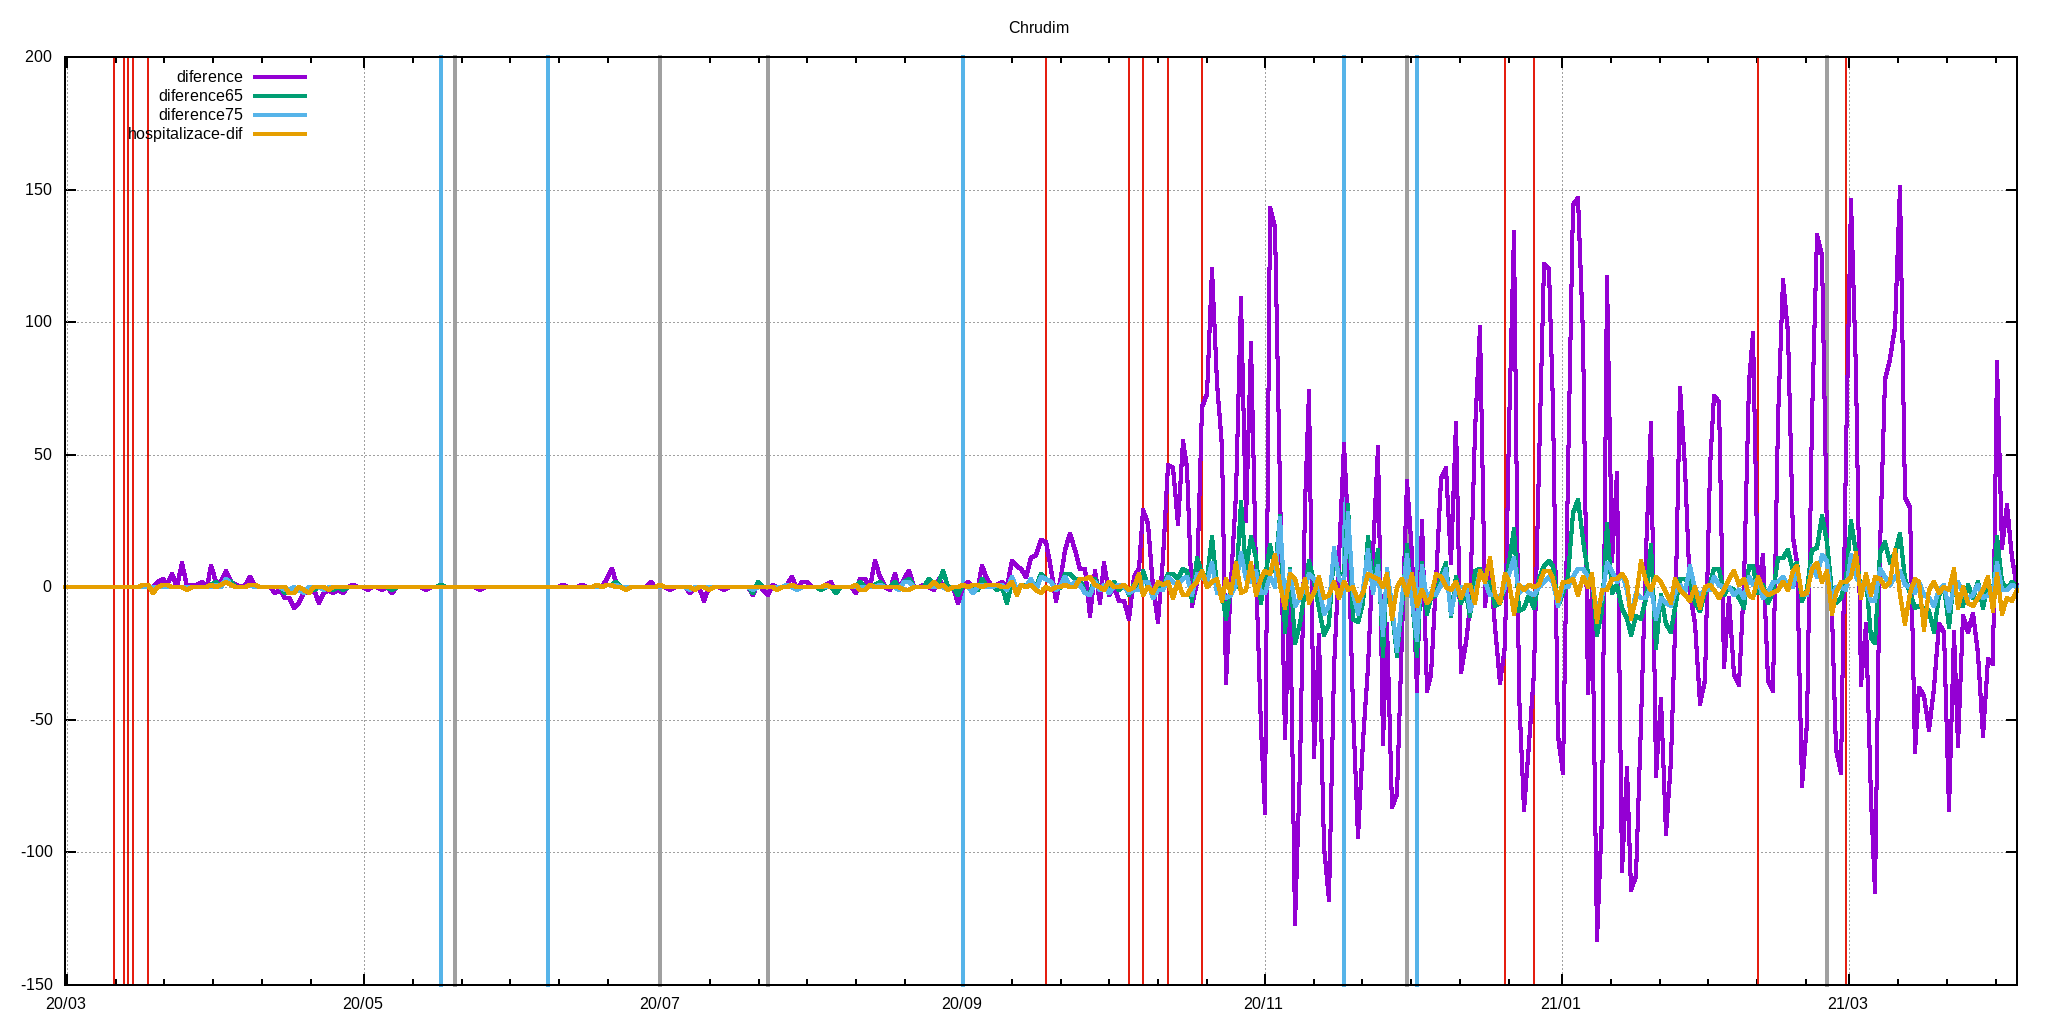 Chrudim
200
diference
diference65
diference75
hospitalizace-dif
150
100
50
0
-50
-100
-150
20/03 20/05 20/07 20/09 20/11 21/01 21/03